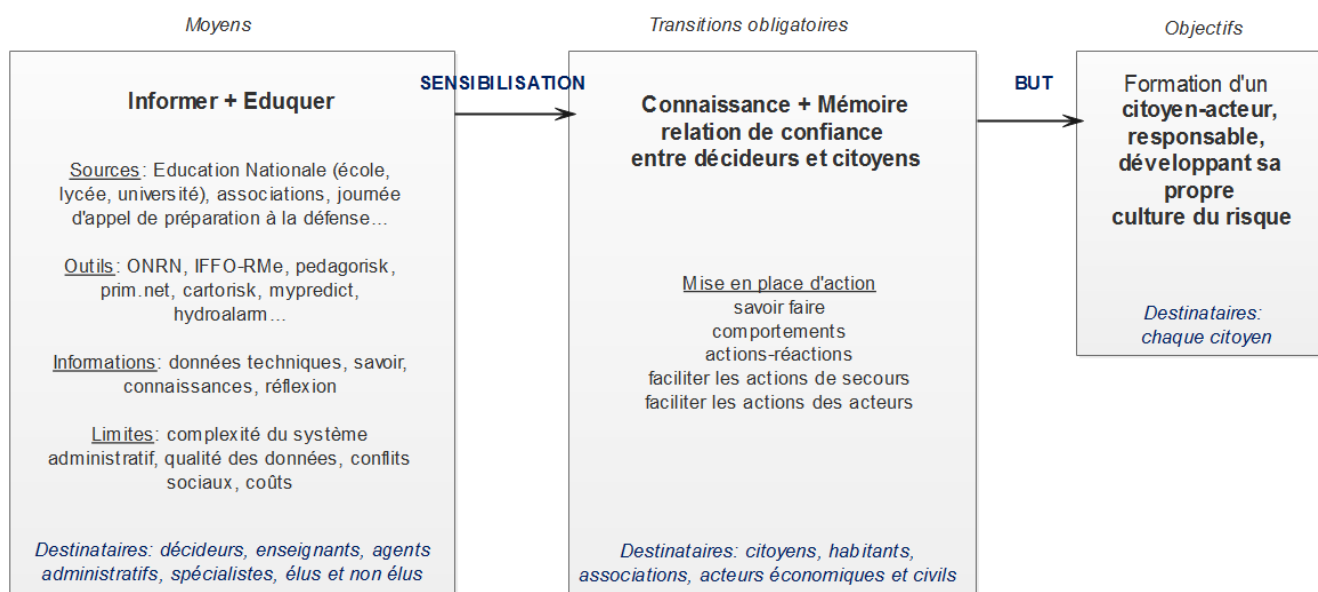 Moyens
Informer + Eduquer
Sources: Education Nationale (école,
lycée, université), associations, journée
d'appel de préparation à la défense...
Outils: ONRN, IFFO-RMe, pedagorisk,
prim.net, cartorisk, mypredict,
hydroalarm...
Informations: données techniques, savoir,
connaissances, réflexion
Limites: complexité du système
administratif, qualité des données, conflits
sociaux, coûts
Destinataires: décideurs, enseignants, agents
administratifs, spécialistes, élus et non élus
SENSIBILISATION
Transitions obligatoires
Connaissance + Mémoire
relation de confiance
entre décideurs et citoyens
Mise en place d'action
savoir faire
comportements
actions-réactions
faciliter les actions de secours
faciliter les actions des acteurs
Destinataires: citoyens, habitants,
associations, acteurs économiques et civils
BUT
Objectifs
Formation d'un
citoyen-acteur,
responsable,
développant sa
propre
culture du risque
Destinataires:
chaque citoyen